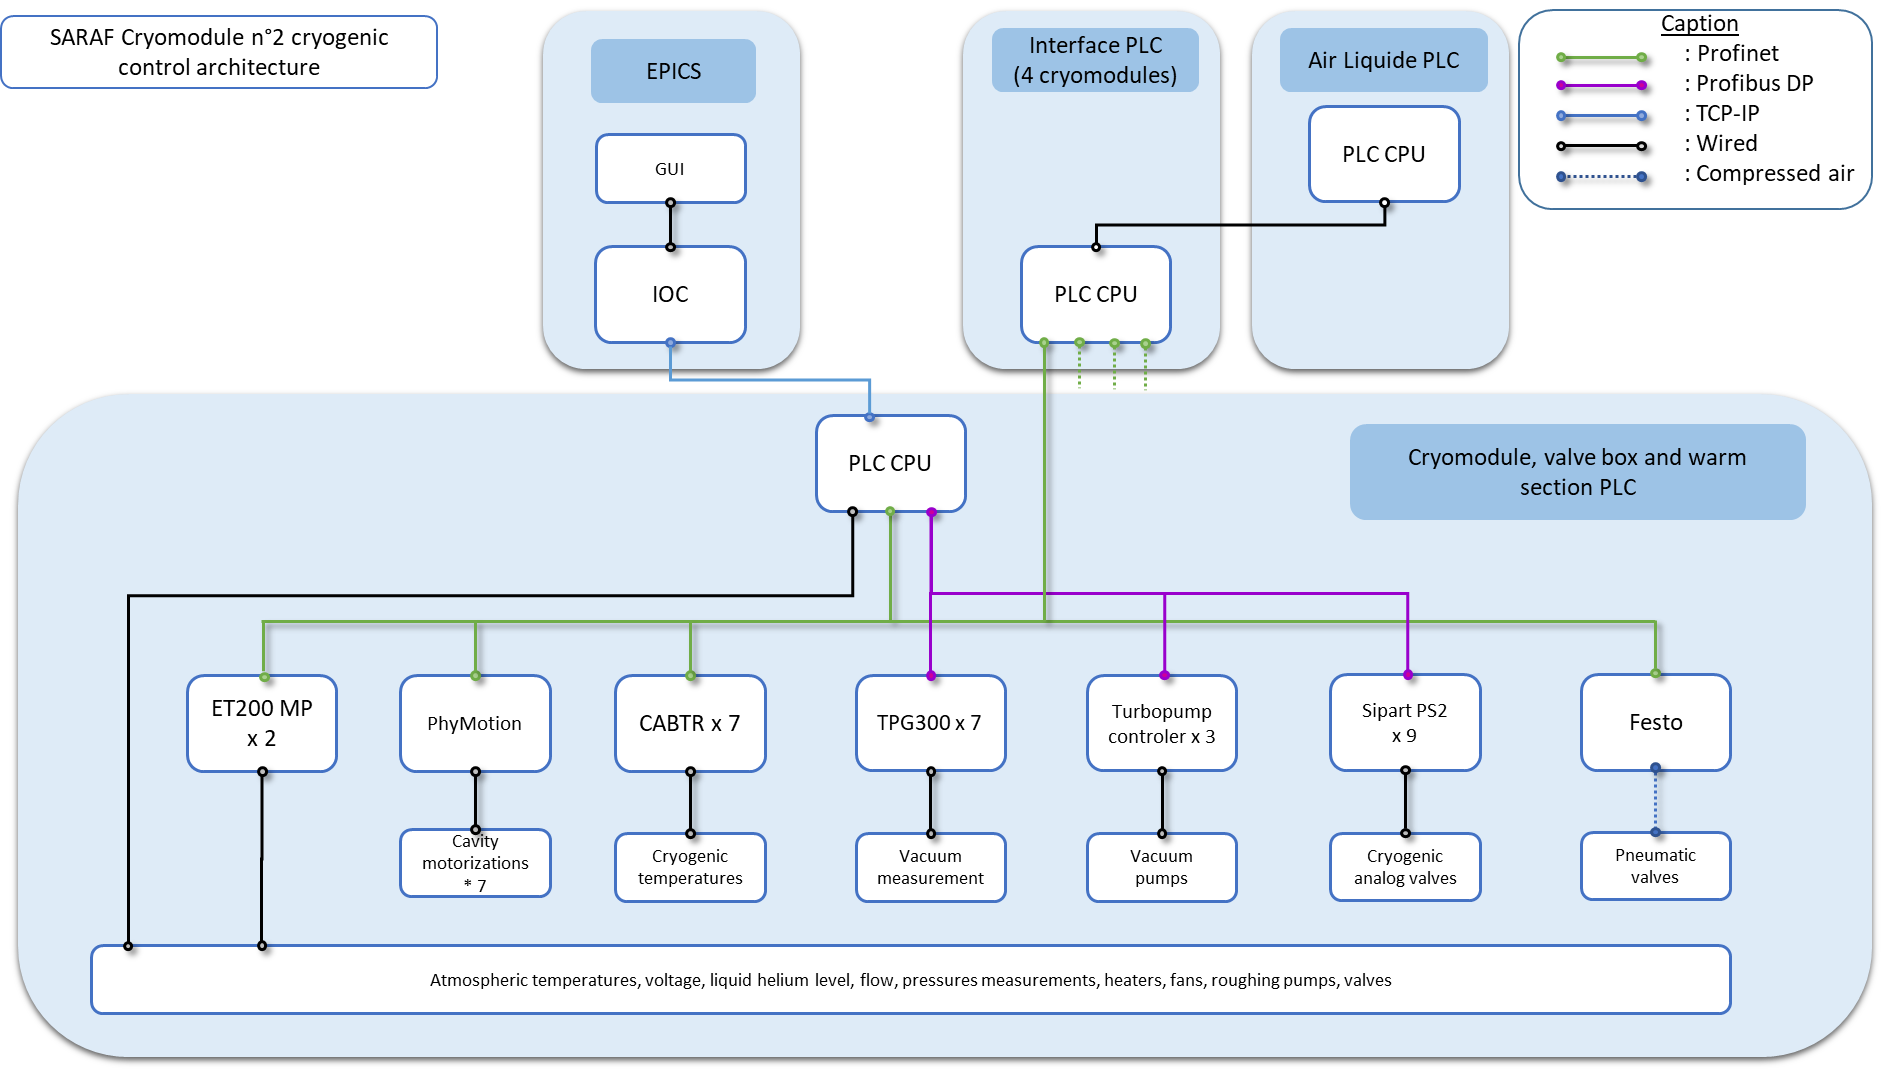 SARAF Cryomodule n°2 cryogenic
control architecture
EPICS
GUI
IOC
Interface PLC
(4 cryomodules)
PLC CPU
Air Liquide PLC
PLC CPU
Caption
: Profinet
: Profibus DP
: TCP-IP
: Wired
: Compressed air
PLC CPU
Cryomodule, valve box and warm
section PLC
ET200 MP
x 2
PhyMotion
CABTR x 7
TPG300 x 7
Turbopump
controler x 3
Sipart PS2
x 9
Festo
Cavity
motorizations
* 7
Cryogenic
temperatures
Vacuum
measurement
Vacuum
pumps
Cryogenic
analog valves
Pneumatic
valves
Atmospheric temperatures, voltage, liquid helium level, flow, pressures measurements, heaters, fans, roughing pumps, valves